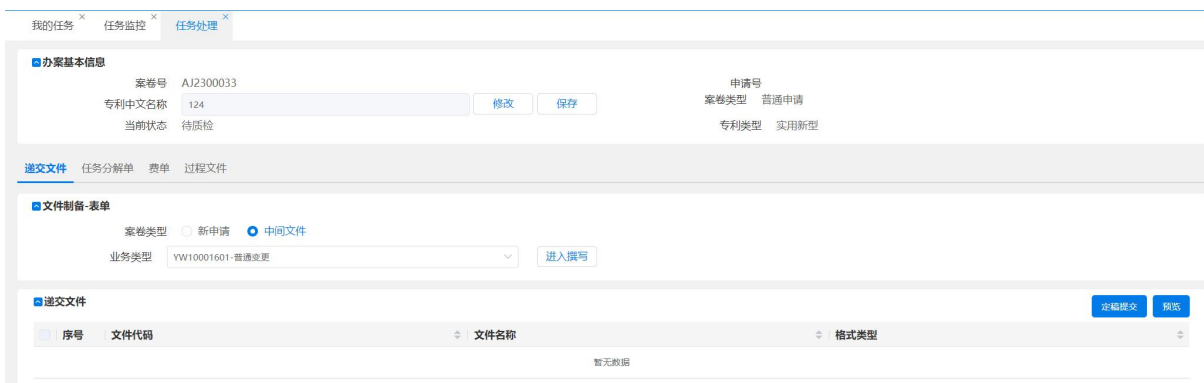 我的任务 任务监控 任务处理
办案基本信息
案卷号 AJ2300033 申请号
专利中文名称 124 修改 保存 案卷类型 普通申请
当前状态 待质检 专利类型 实用新型
递交文件 任务分解单 费单 过程文件
文件制备-表单
案卷类型 新申请 中间文件
业务类型 YW10001601-普通变更 进入撰写
递交文件 定稿提交 预览
序号 文件代码 文件名称 格式类型
暂无数据